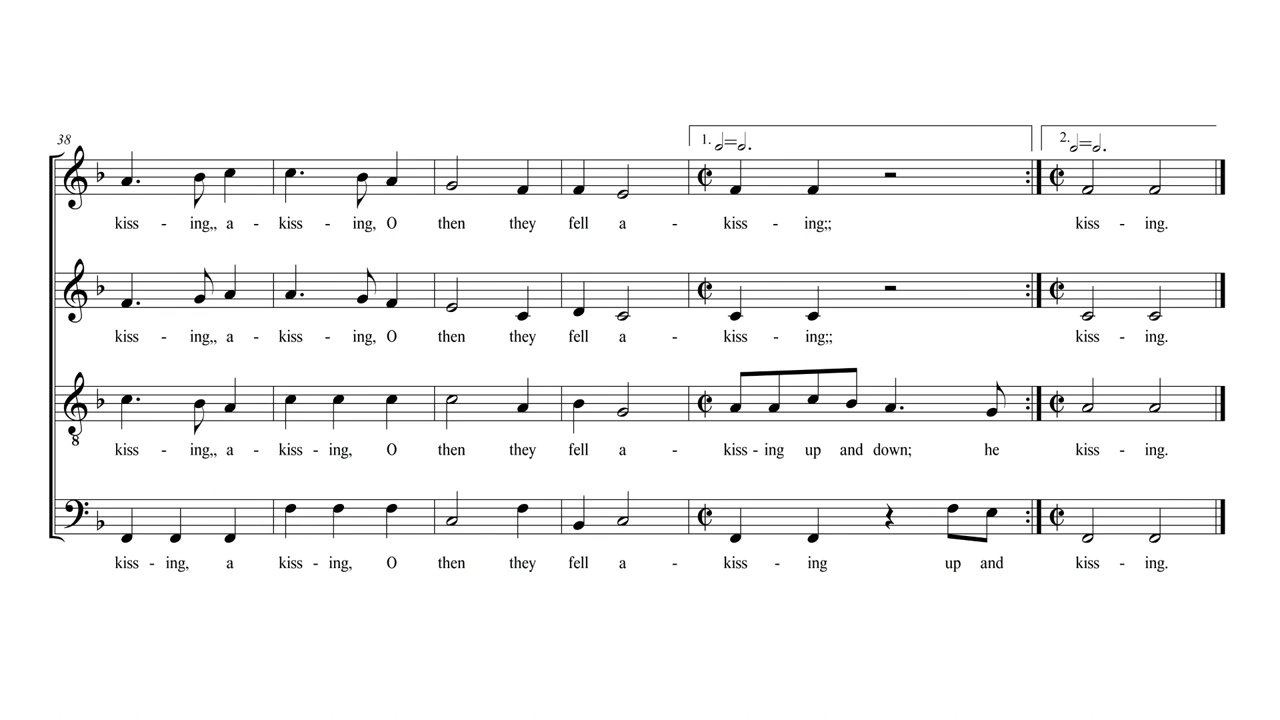 38
1. 𝅗𝅥=𝅗𝅥. 2. 𝅗𝅥=𝅗𝅥.
kiss - ing,, a - kiss - ing, O then they fell a - kiss - ing;; kiss - ing.
kiss - ing,, a - kiss - ing, O then they fell a - kiss - ing;; kiss - ing.
8
kiss - ing,, a - kiss - ing, O then they fell a - kiss - ing up and down; he kiss - ing.
kiss - ing, a kiss - ing, O then they fell a - kiss - ing up and kiss - ing.